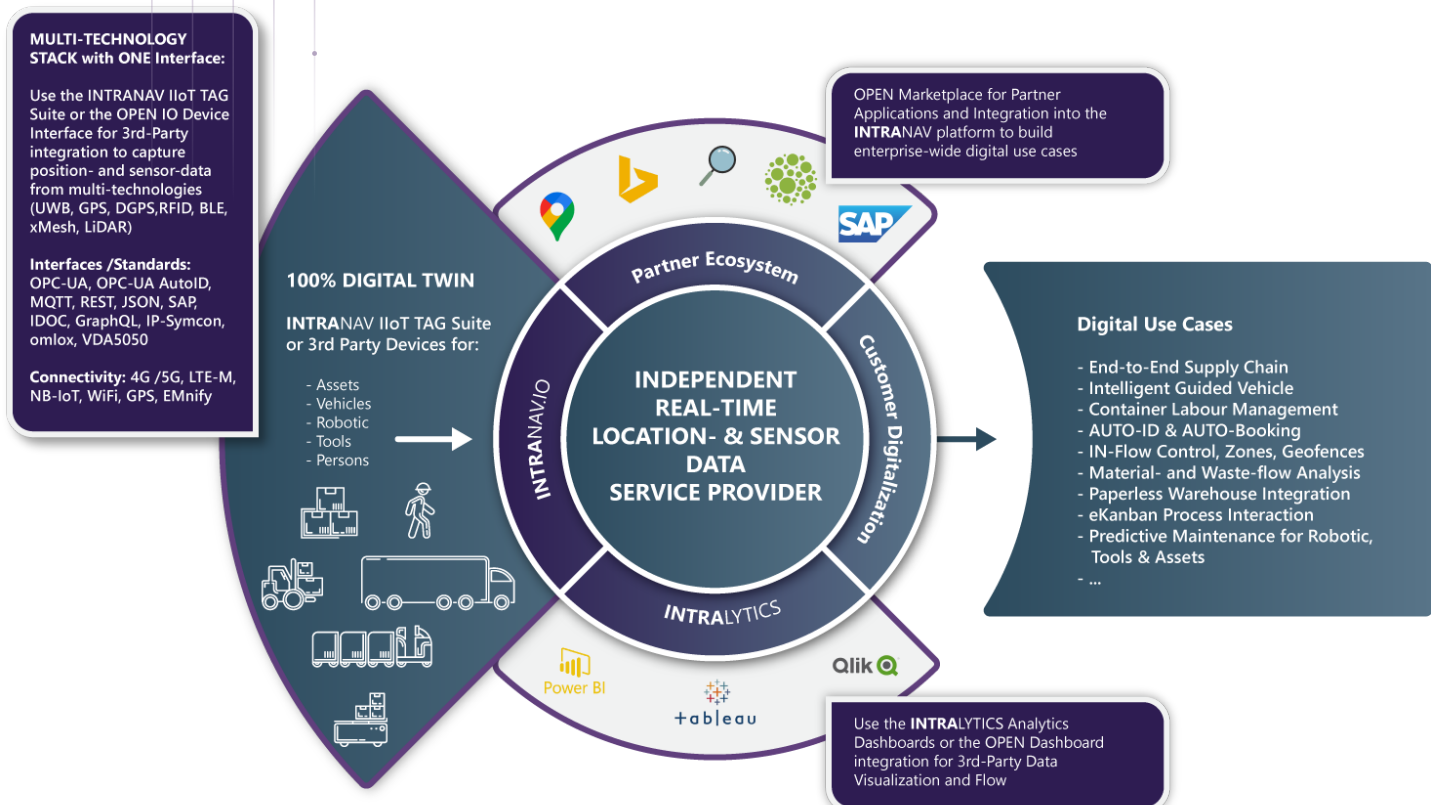 MULTI-TECHNOLOGY
STACK with ONE Interface:
Use the INTRANAV IIoT TAG
Suite or the OPEN IO Device
Interface for 3rd-Party
integration to capture
position- and sensor-data
from multi-technologies
(UWB, GPS, DGPS,RFID, BLE,
xMesh, LiDAR)
Interfaces /Standards:
OPC-UA, OPC-UA AutoID,
MQTT, REST, JSON, SAP,
IDOC, GraphQL, IP-Symcon,
omlox, VDA5050
Connectivity: 4G /5G, LTE-M,
NB-IoT, WiFi, GPS, EMnify
100% DIGITAL TWIN
INTRANAV IIoT TAG Suite
or 3rd Party Devices for:
- Assets
- Vehicles
- Robotic
- Tools
- Persons
SAP
OPEN Marketplace for Partner
Applications and Integration into the
INTRANAV platform to build
enterprise-wide digital use cases
Partner Ecosystem
INTRANAV.IO
Customer Digitalization
INTRALYTICS
INDEPENDENT
REAL-TIME
LOCATION- & SENSOR
DATA
SERVICE PROVIDER
Power BI
+ableau
Qlik
Use the INTRALYTICS Analytics
Dashboards or the OPEN Dashboard
integration for 3rd-Party Data
Visualization and Flow
Digital Use Cases
- End-to-End Supply Chain
- Intelligent Guided Vehicle
- Container Labour Management
- AUTO-ID & AUTO-Booking
- IN-Flow Control, Zones, Geofences
- Material- and Waste-flow Analysis
- Paperless Warehouse Integration
- eKanban Process Interaction
- Predictive Maintenance for Robotic,
Tools & Assets
- ...